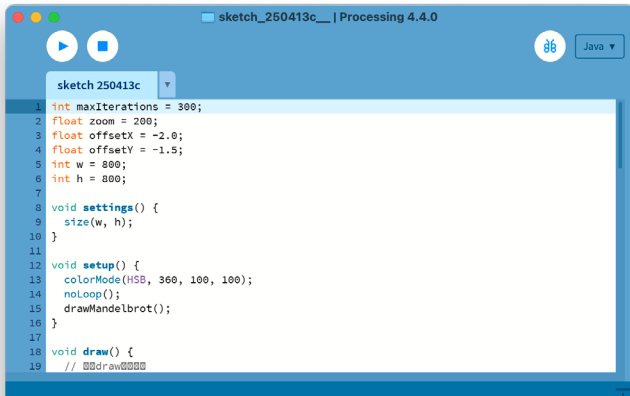 sketch_250413c__ | Processing 4.4.0
Java ▼
sketch 250413c ▼
1 int maxIterations = 300;
2 float zoom = 200;
3 float offsetX = -2.0;
4 float offsetY = -1.5;
5 int w = 800;
6 int h = 800;
7
8 void settings() {
9   size(w, h);
10 }
11
12 void setup() {
13   colorMode(HSB, 360, 100, 100);
14   noLoop();
15   drawMandelbrot();
16 }
17
18 void draw() {
19   // draw